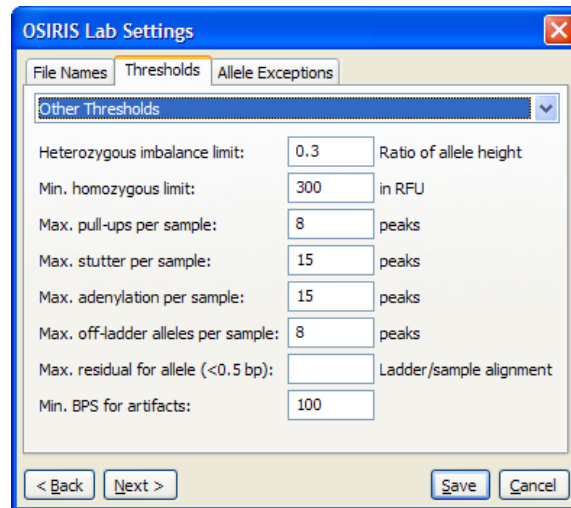 OSIRIS Lab Settings
File Names Thresholds Allele Exceptions
Other Thresholds
Heterozygous imbalance limit: 0.3 Ratio of allele height
Min. homozygous limit: 300 in RFU
Max. pull-ups per sample: 8 peaks
Max. stutter per sample: 15 peaks
Max. adenylation per sample: 15 peaks
Max. off-ladder alleles per sample: 8 peaks
Max. residual for allele (<0.5 bp): Ladder/sample alignment
Min. BPS for artifacts: 100
< Back Next > Save Cancel